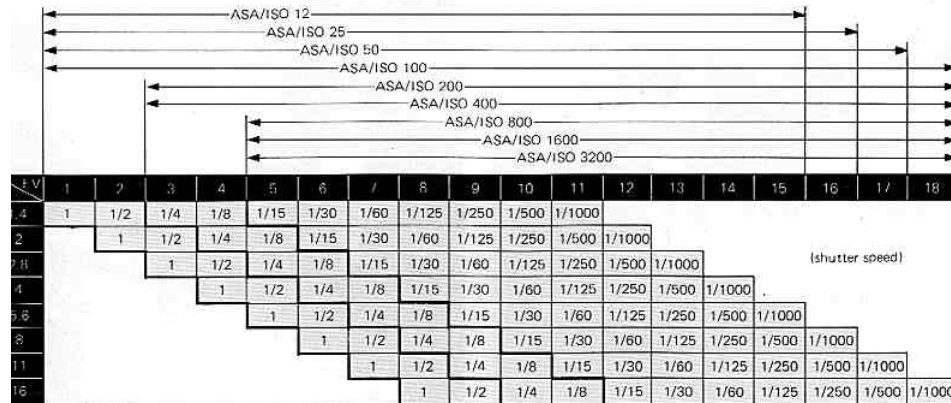 ASA/ISO 12
ASA/ISO 25
ASA/ISO 50
ASA/ISO 100
ASA/ISO 200
ASA/ISO 400
ASA/ISO 800
ASA/ISO 1600
ASA/ISO 3200
EV 1 2 3 4 5 6 7 8 9 10 11 12 13 14 15 16 17 18
1.4 1 1/2 1/4 1/8 1/15 1/30 1/60 1/125 1/250 1/500 1/1000
2 1 1/2 1/4 1/8 1/15 1/30 1/60 1/125 1/250 1/500 1/1000
(shutter speed)
2.8 1 1/2 1/4 1/8 1/15 1/30 1/60 1/125 1/250 1/500 1/1000
4 1 1/2 1/4 1/8 1/15 1/30 1/60 1/125 1/250 1/500 1/1000
5.6 1 1/2 1/4 1/8 1/15 1/30 1/60 1/125 1/250 1/500 1/1000
8 1 1/2 1/4 1/8 1/15 1/30 1/60 1/125 1/250 1/500 1/1000
11 1 1/2 1/4 1/8 1/15 1/30 1/60 1/125 1/250 1/500 1/1000
16 1 1/2 1/4 1/8 1/15 1/30 1/60 1/125 1/250 1/500 1/1000